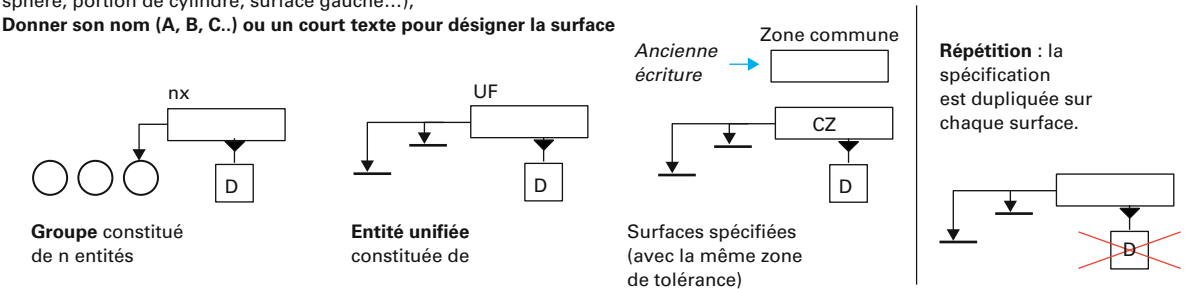 sphère, portion de cylindre, surface gauche…),
Donner son nom (A, B, C..) ou un court texte pour désigner la surface
nx
D
Groupe constitué
de n entités
UF
D
Entité unifiée
constituée de
Ancienne
écriture
Zone commune
CZ
D
Surfaces spécifiées
(avec la même zone
de tolérance)
Répétition : la
spécification
est dupliquée sur
chaque surface.
D